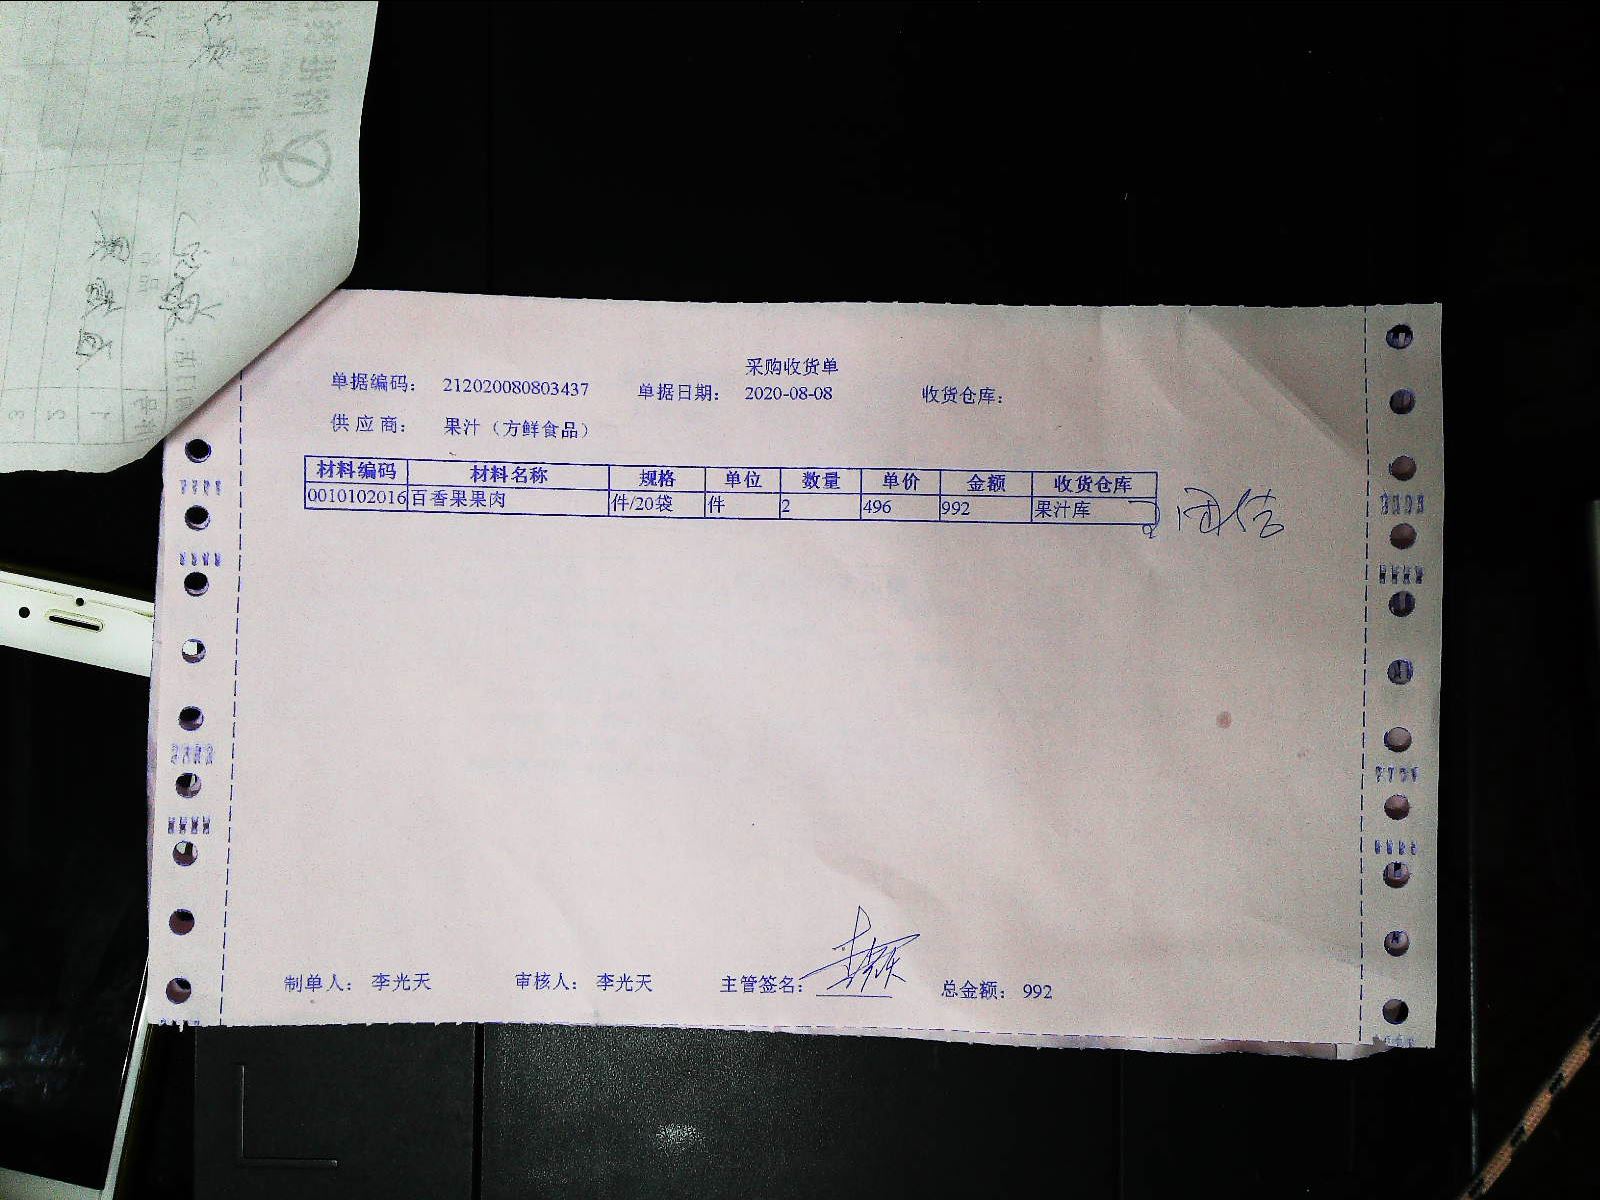 采购收货单
单据编码： 212020080803437 单据日期： 2020-08-08 收货仓库：
供应商： 果汁（方鲜食品）
材料编码 材料名称 规格 单位 数量 单价 金额 收货仓库
0010102016 百香果果肉 件/20袋 件 2 496 992 果汁库
制单人： 李光天 审核人： 李光天 主管签名： 总金额： 992